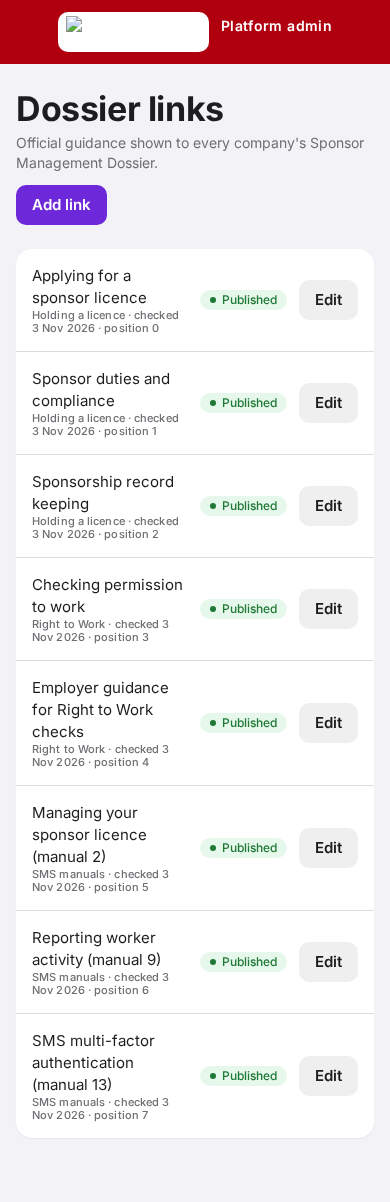 Platform admin
Dossier links
Official guidance shown to every company's Sponsor
Management Dossier.
Add link
Applying for a
sponsor licence
Holding a licence · checked
3 Nov 2026 · position 0
Published
Edit
Sponsor duties and
compliance
Holding a licence · checked
3 Nov 2026 · position 1
Published
Edit
Sponsorship record
keeping
Holding a licence · checked
3 Nov 2026 · position 2
Published
Edit
Checking permission
to work
Right to Work · checked 3
Nov 2026 · position 3
Published
Edit
Employer guidance
for Right to Work
checks
Right to Work · checked 3
Nov 2026 · position 4
Published
Edit
Managing your
sponsor licence
(manual 2)
SMS manuals · checked 3
Nov 2026 · position 5
Published
Edit
Reporting worker
activity (manual 9)
SMS manuals · checked 3
Nov 2026 · position 6
Published
Edit
SMS multi-factor
authentication
(manual 13)
SMS manuals · checked 3
Nov 2026 · position 7
Published
Edit